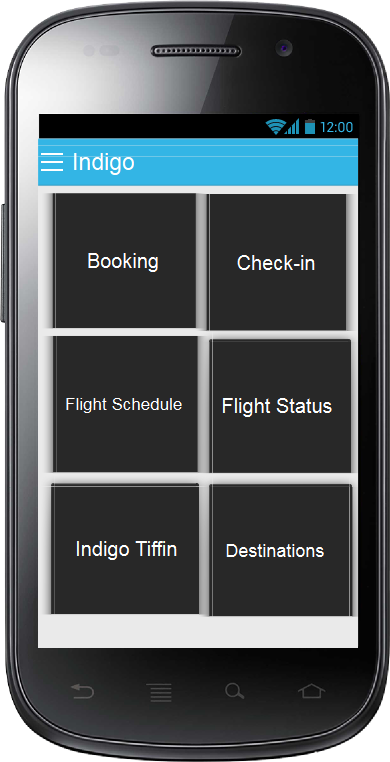 12:00
Indigo
Booking
Check-in
Flight Schedule
Flight Status
Indigo Tiffin
Destinations